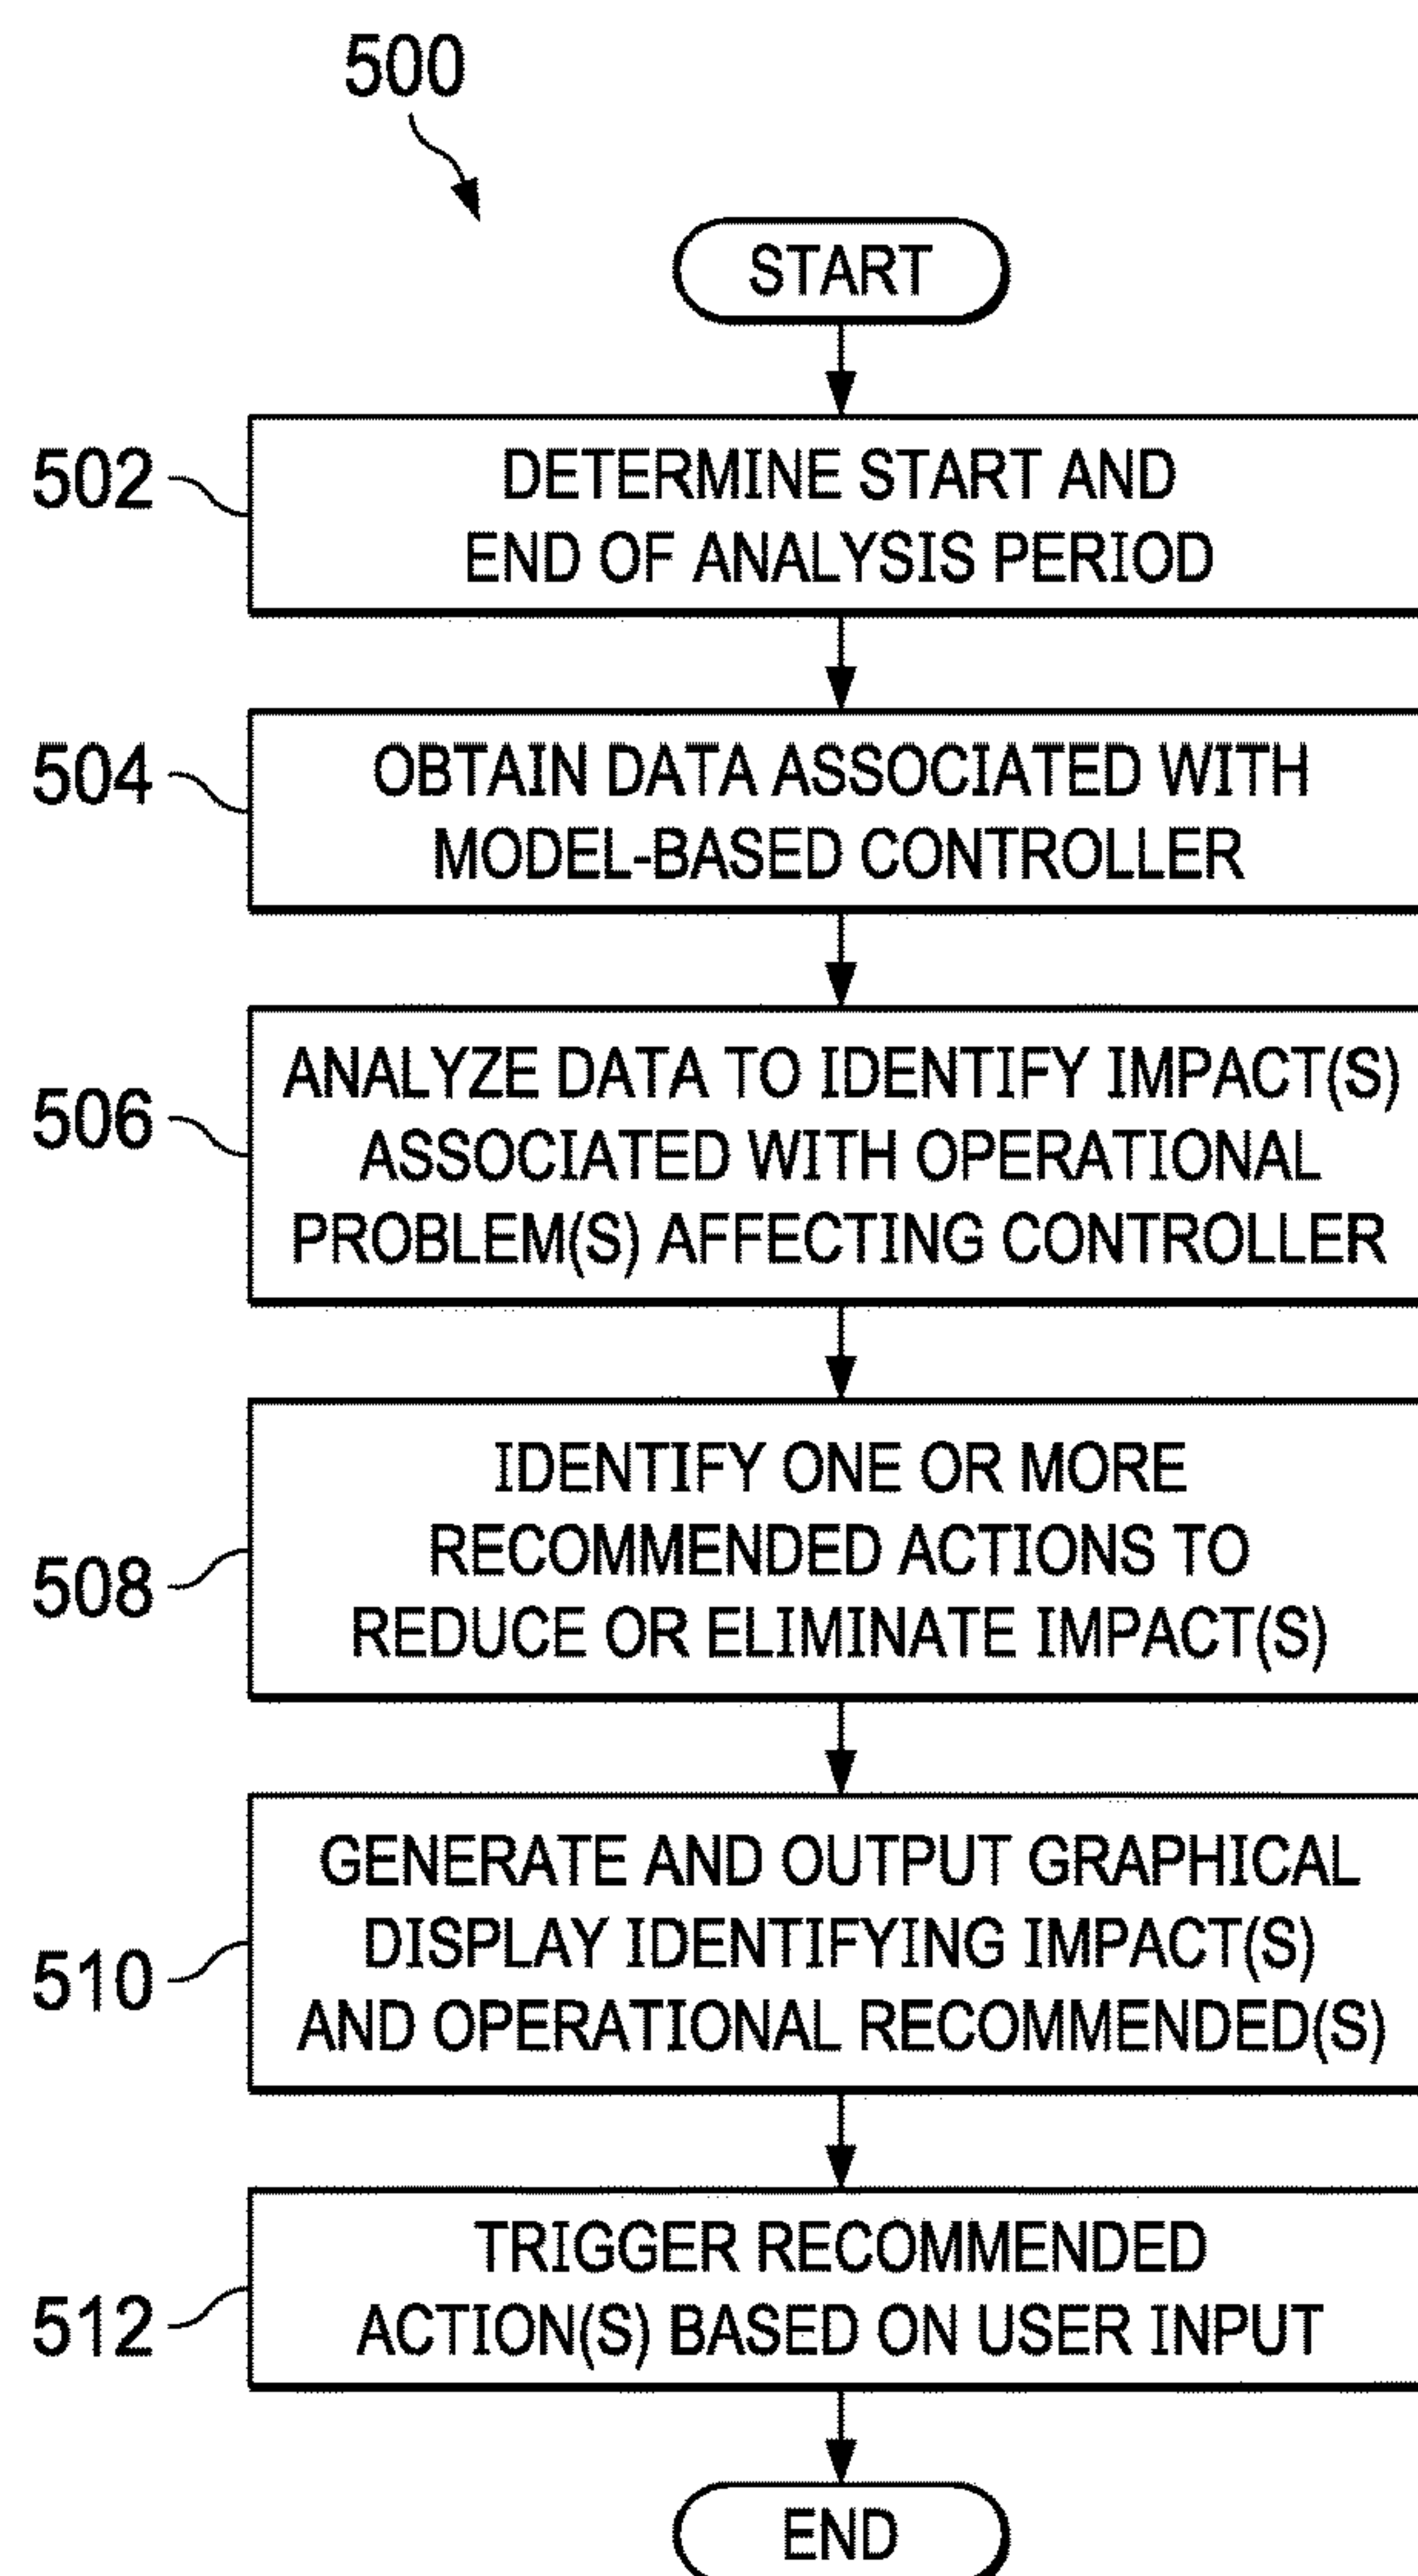 500
START
502
DETERMINE START AND
END OF ANALYSIS PERIOD
504
OBTAIN DATA ASSOCIATED WITH
MODEL-BASED CONTROLLER
506
ANALYZE DATA TO IDENTIFY IMPACT(S)
ASSOCIATED WITH OPERATIONAL
PROBLEM(S) AFFECTING CONTROLLER
508
IDENTIFY ONE OR MORE
RECOMMENDED ACTIONS TO
REDUCE OR ELIMINATE IMPACT(S)
510
GENERATE AND OUTPUT GRAPHICAL
DISPLAY IDENTIFYING IMPACT(S)
AND OPERATIONAL RECOMMENDED(S)
512
TRIGGER RECOMMENDED
ACTION(S) BASED ON USER INPUT
END